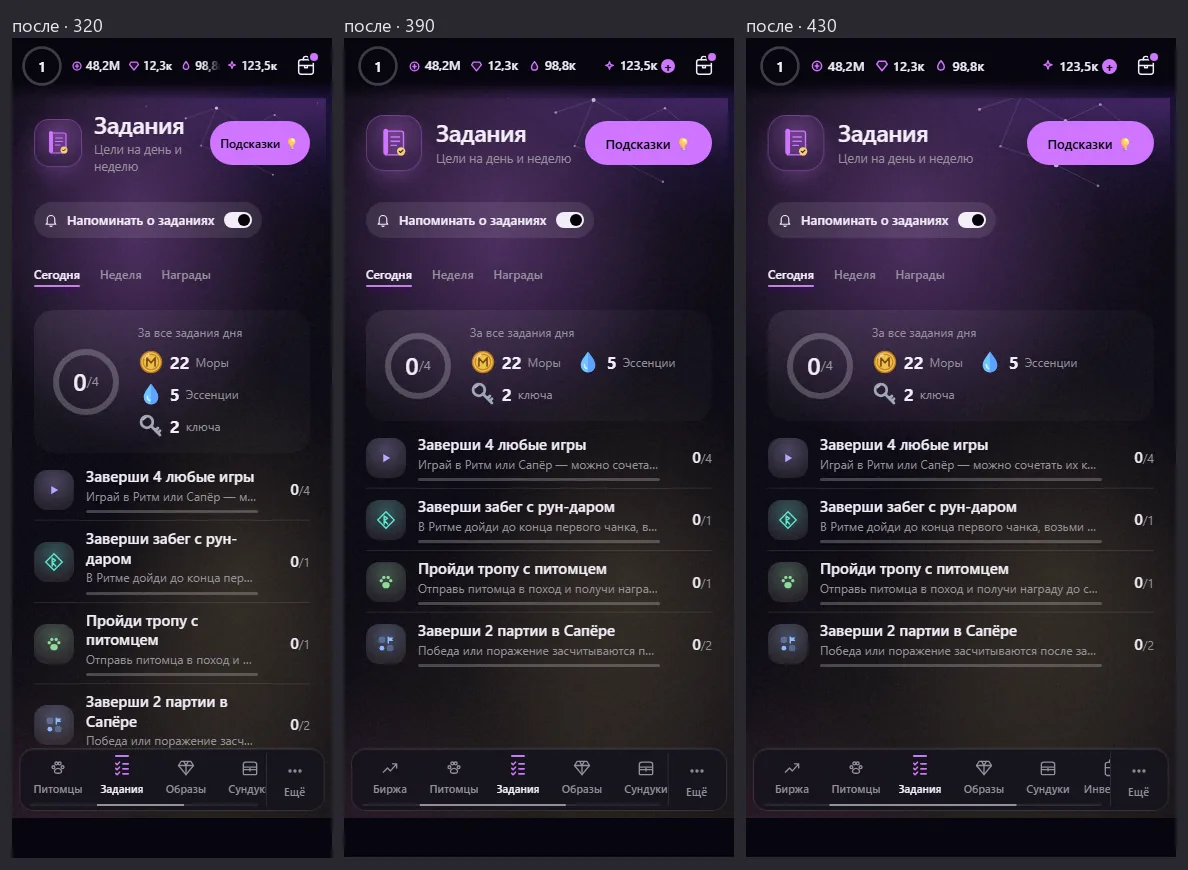 после · 320
1 48,2М 12,3к 98,8 123,5к
Задания
Цели на день и
неделю
Подсказки
Напоминать о заданиях
Сегодня Неделя Награды
За все задания дня
0/4
22 Моры
5 Эссенции
2 ключа
Заверши 4 любые игры
Играй в Ритм или Сапёр — м...
0/4
Заверши забег с рун-
даром
В Ритме дойди до конца пер...
0/1
Пройди тропу с
питомцем
Отправь питомца в поход и ...
0/1
Заверши 2 партии в
Сапёре
Победа или поражение засч...
0/2
Питомцы Задания Образы Сундук Ещё
после · 390
1 48,2М 12,3к 98,8к 123,5к +
Задания
Цели на день и неделю
Подсказки
Напоминать о заданиях
Сегодня Неделя Награды
За все задания дня
0/4
22 Моры 5 Эссенции
2 ключа
Заверши 4 любые игры
Играй в Ритм или Сапёр — можно сочета...
0/4
Заверши забег с рун-даром
В Ритме дойди до конца первого чанка, в...
0/1
Пройди тропу с питомцем
Отправь питомца в поход и получи награ...
0/1
Заверши 2 партии в Сапёре
Победа или поражение засчитываются п...
0/2
Биржа Питомцы Задания Образы Сундуки Ещё
после · 430
1 48,2М 12,3к 98,8к 123,5к +
Задания
Цели на день и неделю
Подсказки
Напоминать о заданиях
Сегодня Неделя Награды
За все задания дня
0/4
22 Моры 5 Эссенции
2 ключа
Заверши 4 любые игры
Играй в Ритм или Сапёр — можно сочетать их к...
0/4
Заверши забег с рун-даром
В Ритме дойди до конца первого чанка, возьми ...
0/1
Пройди тропу с питомцем
Отправь питомца в поход и получи награду до с...
0/1
Заверши 2 партии в Сапёре
Победа или поражение засчитываются после за...
0/2
Биржа Питомцы Задания Образы Сундуки Инве Ещё